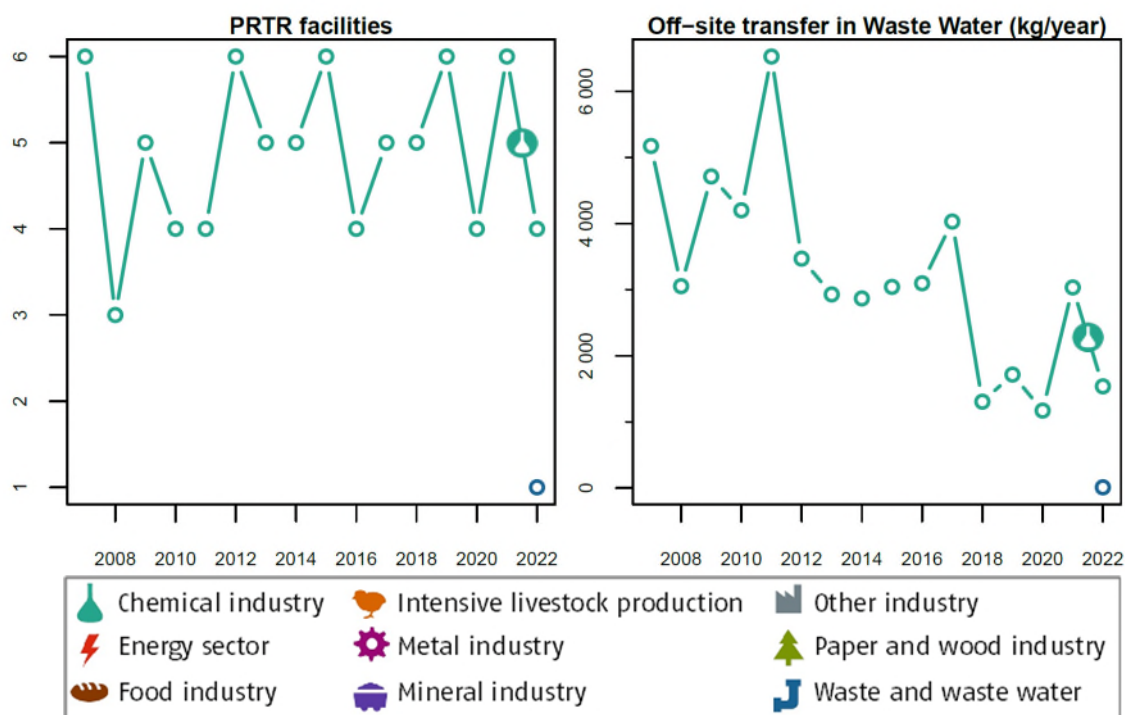 PRTR facilities
6
5
4
3
2
1
2008 2010 2012 2014 2016 2018 2020 2022
Off−site transfer in Waste Water (kg/year)
6 000
4 000
2 000
0
2008 2010 2012 2014 2016 2018 2020 2022
Chemical industry Intensive livestock production Other industry
Energy sector Metal industry Paper and wood industry
Food industry Mineral industry Waste and waste water